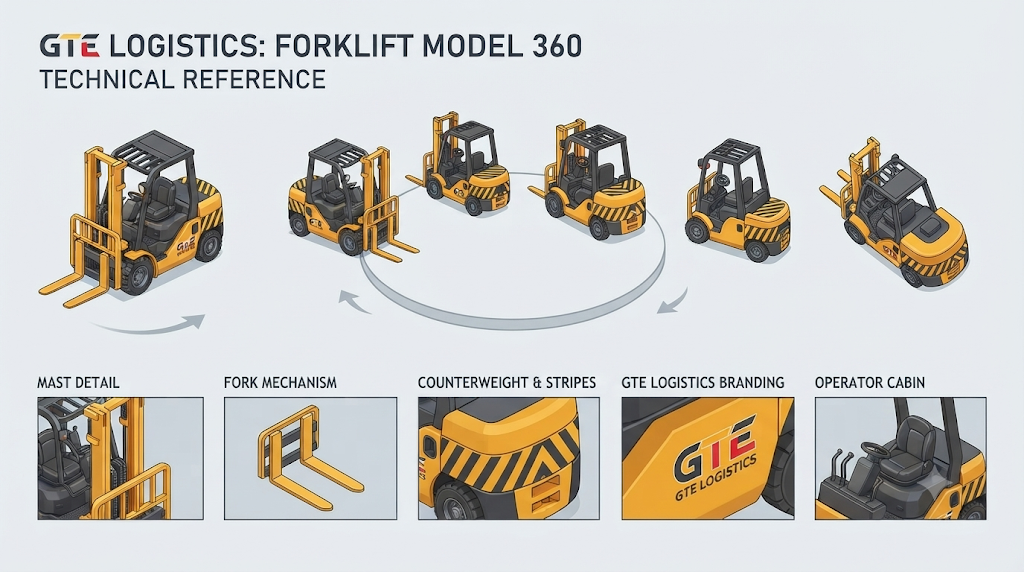 GTE LOGISTICS: FORKLIFT MODEL 360
TECHNICAL REFERENCE
MAST DETAIL
FORK MECHANISM
COUNTERWEIGHT & STRIPES
GTE LOGISTICS BRANDING
OPERATOR CABIN
GTE
GTE LOGISTICS